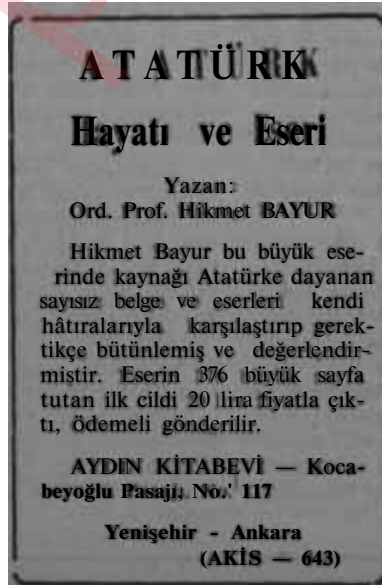 ATATÜRK
Hayatı ve Eseri
Yazan:
Ord. Prof. Hikmet BAYUR
Hikmet Bayur bu büyük ese-
rinde kaynağı Atatürke dayanan
sayısız belge ve eserleri kendi
hâtıralarıyla karşılaştırıp gerek-
tikçe bütünlemiş ve değerlendir-
miştir. Eserin 376 büyük sayfa
tutan ilk cildi 20 lira fiyatla çık-
tı, ödemeli gönderilir.
AYDIN KİTABEVİ — Koca-
beyoğlu Pasajı, No.' 117
Yenişehir - Ankara
(AKİS — 643)